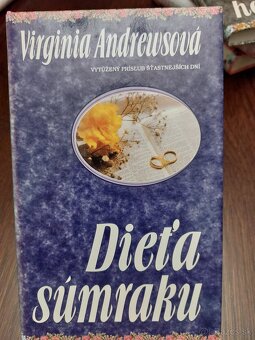 Virginia Andrewsová
VYTÚŽENÝ PRÍSĽUB ŠŤASTNEJŠÍCH DNÍ
Dieťa
súmraku